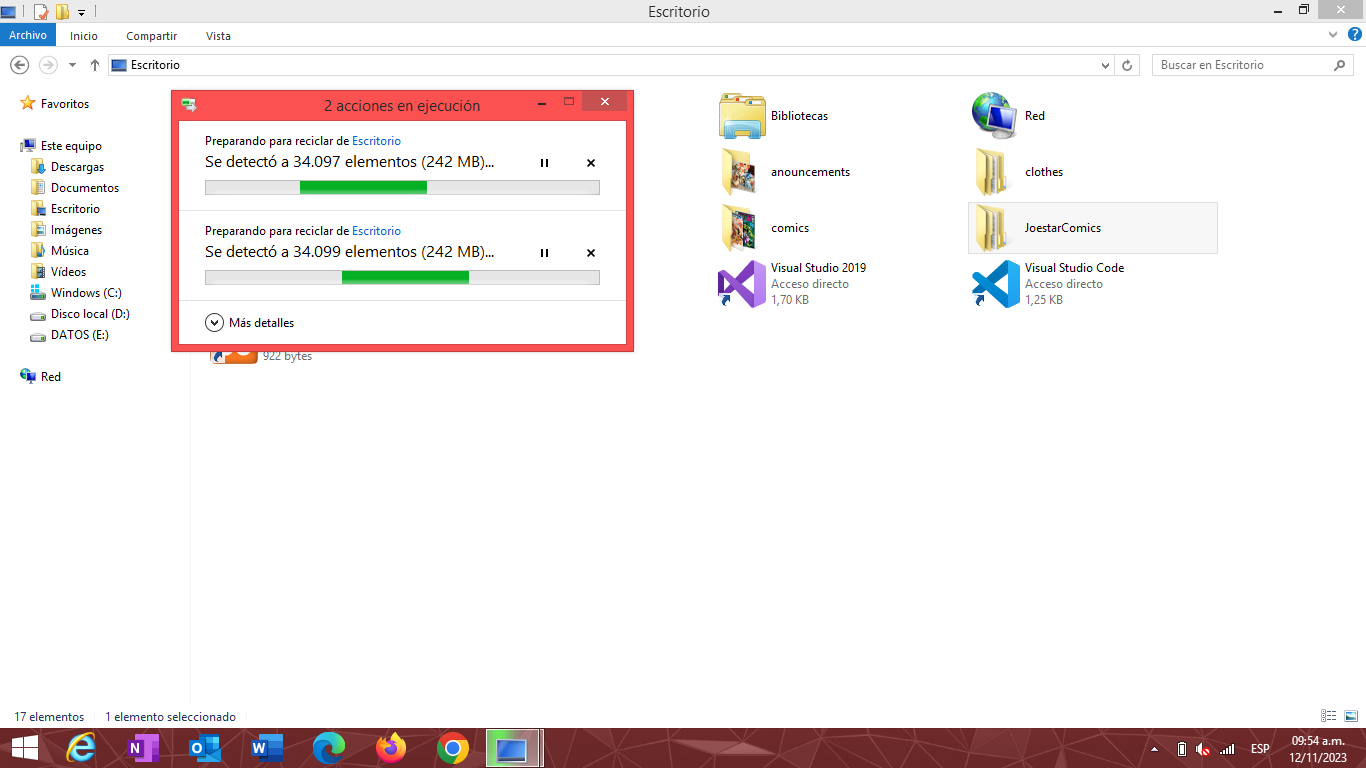 Escritorio
Archivo
Inicio
Compartir
Vista
Escritorio
Buscar en Escritorio
Favoritos
Este equipo
Descargas
Documentos
Escritorio
Imágenes
Música
Vídeos
Windows (C:)
Disco local (D:)
DATOS (E:)
Red
2 acciones en ejecución
Preparando para reciclar de Escritorio
Se detectó a 34.097 elementos (242 MB)...
Preparando para reciclar de Escritorio
Se detectó a 34.099 elementos (242 MB)...
Más detalles
922 bytes
Bibliotecas
Red
anouncements
clothes
comics
JoestarComics
Visual Studio 2019
Acceso directo
1,70 KB
Visual Studio Code
Acceso directo
1,25 KB
17 elementos
1 elemento seleccionado
ESP
09:54 a.m.
12/11/2023